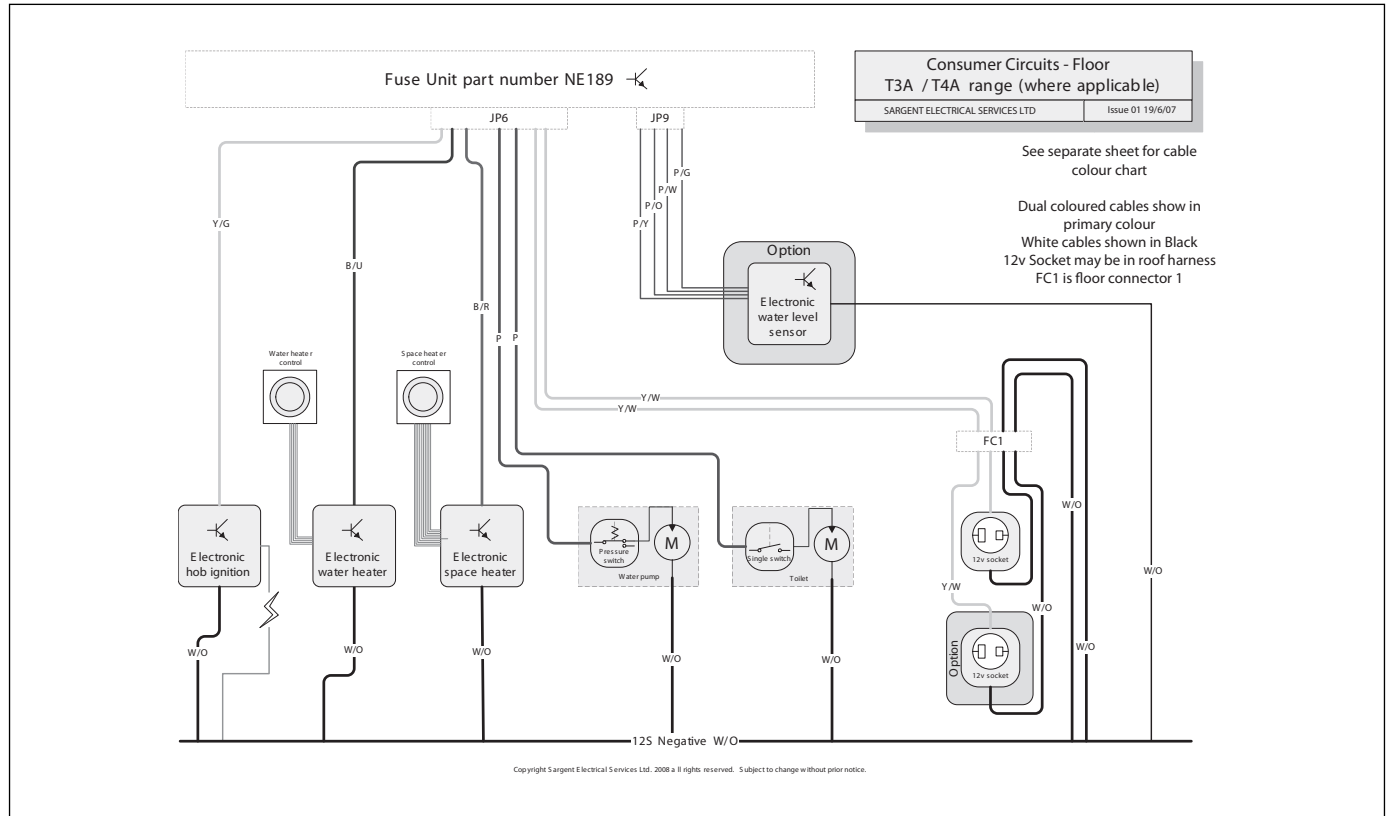 Fuse Unit part number NE189
JP6
JP9
Consumer Circuits - Floor
T3A / T4A range (where applicable)
SARGENT ELECTRICAL SERVICES LTD
Issue 01 19/6/07
See separate sheet for cable
colour chart
Dual coloured cables show in
primary colour
White cables shown in Black
12v Socket may be in roof harness
FC1 is floor connector 1
P/G
P/W
P/O
P/Y
Y/G
B/U
B/R
P
P
Option
Electronic
water level
sensor
Water heater
control
Space heater
control
Y/W
Y/W
FC1
Electronic
hob ignition
Electronic
water heater
Electronic
space heater
Pressure
switch
M
Water pump
Single switch
M
Toilet
12v socket
W/O
W/O
Y/W
W/O
W/O
Option
12v socket
W/O
W/O
W/O
W/O
W/O
12S Negative W/O
Copyright Sargent Electrical Services Ltd. 2008 all rights reserved. Subject to change without prior notice.